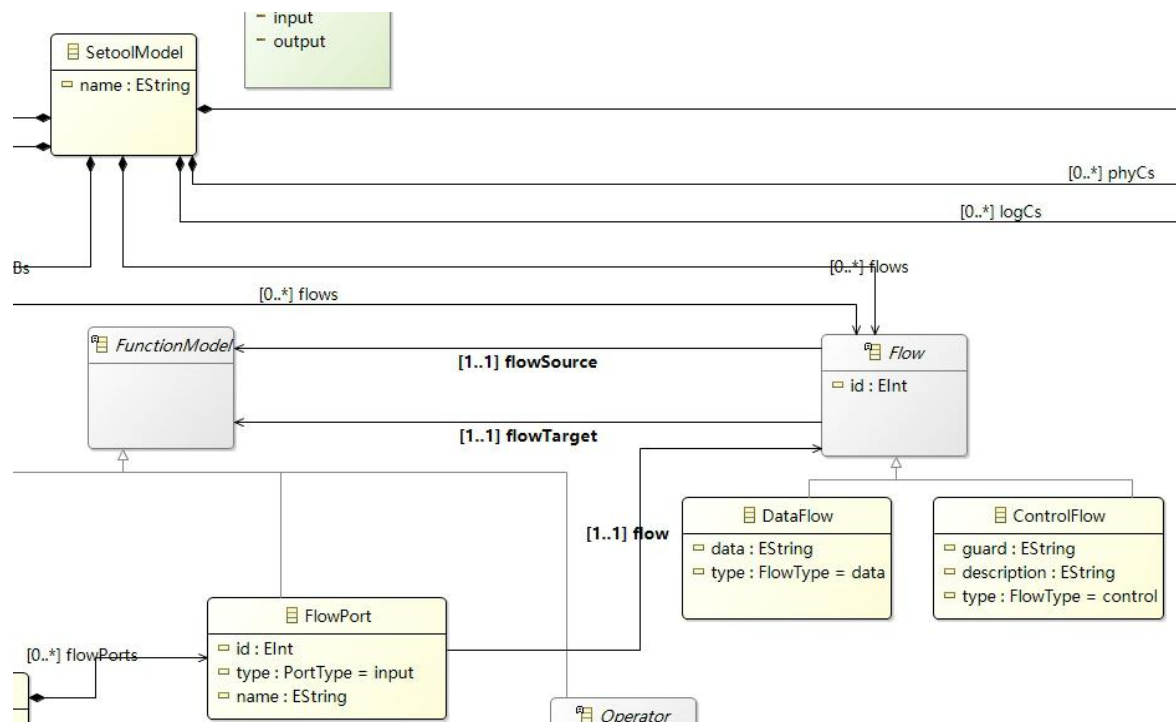 input
output
SetoolModel
name : EString
[0..*] phyCs
[0..*] logCs
Bs
[0..*] flows
[0..*] flows
FunctionModel
[1..1] flowSource
Flow
id : EInt
[1..1] flowTarget
[1..1] flow
DataFlow
data : EString
type : FlowType = data
ControlFlow
guard : EString
description : EString
type : FlowType = control
FlowPort
id : EInt
type : PortType = input
name : EString
[0..*] flowPorts
Operator